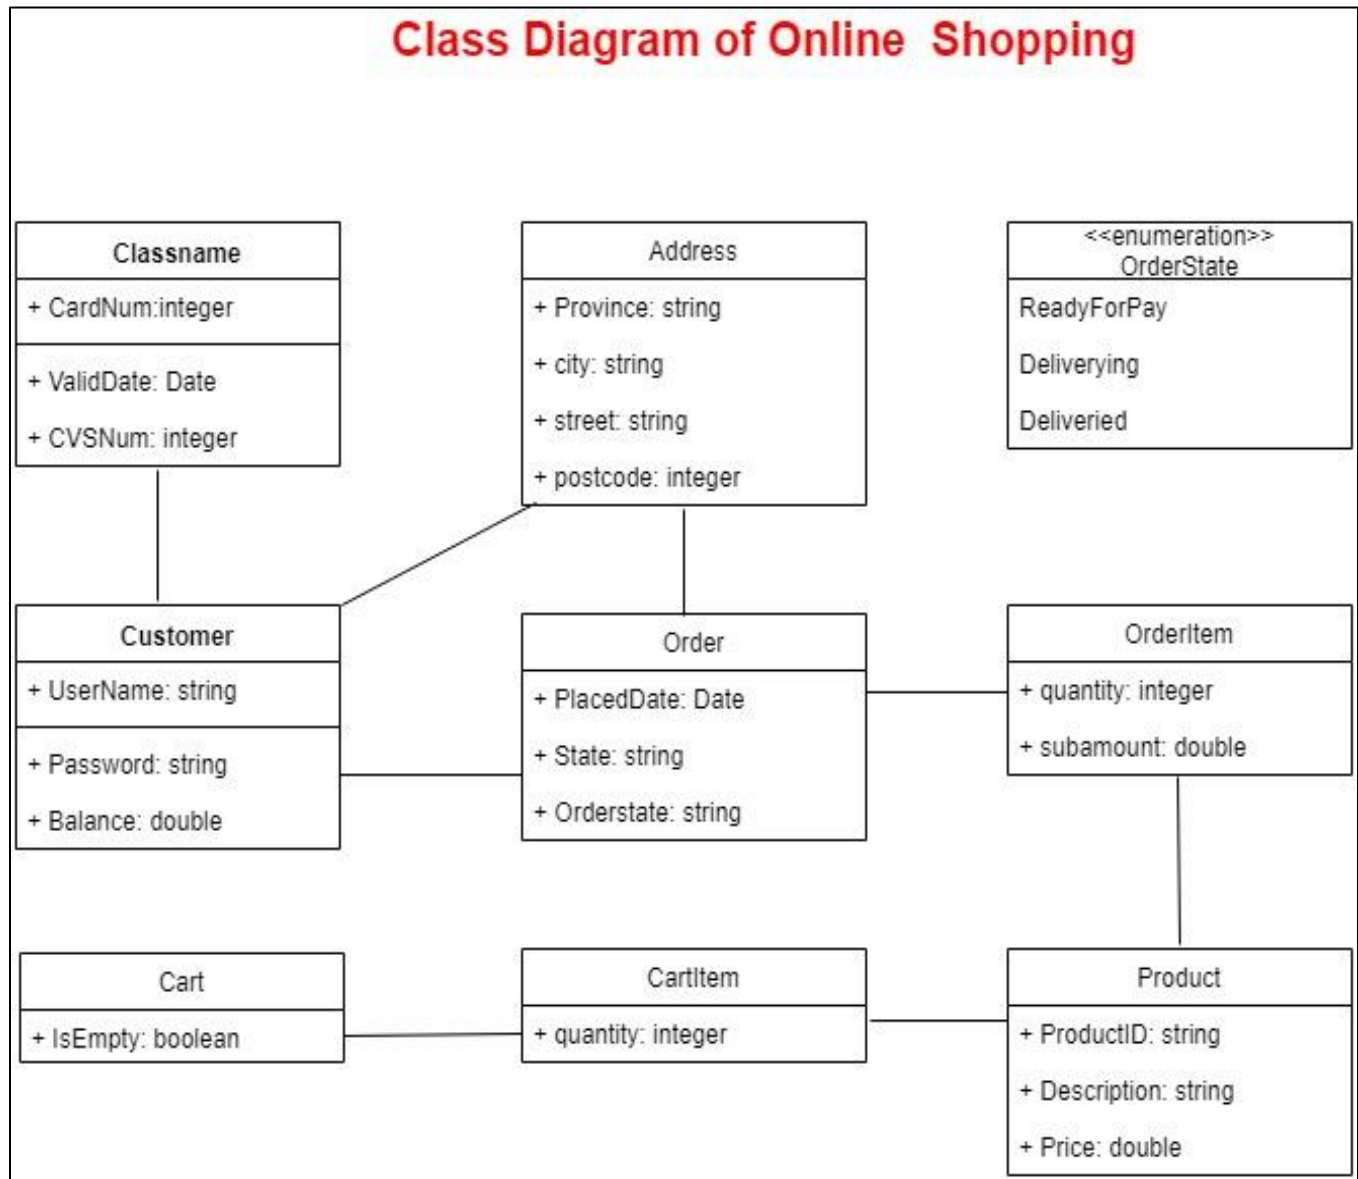 Class Diagram of Online Shopping
Classname
+ CardNum:integer
+ ValidDate: Date
+ CVSNum: integer
Address
+ Province: string
+ city: string
+ street: string
+ postcode: integer
<<enumeration>>
OrderState
ReadyForPay
Deliverying
Deliveried
Customer
+ UserName: string
+ Password: string
+ Balance: double
Order
+ PlacedDate: Date
+ State: string
+ Orderstate: string
OrderItem
+ quantity: integer
+ subamount: double
Cart
+ IsEmpty: boolean
CartItem
+ quantity: integer
Product
+ ProductID: string
+ Description: string
+ Price: double